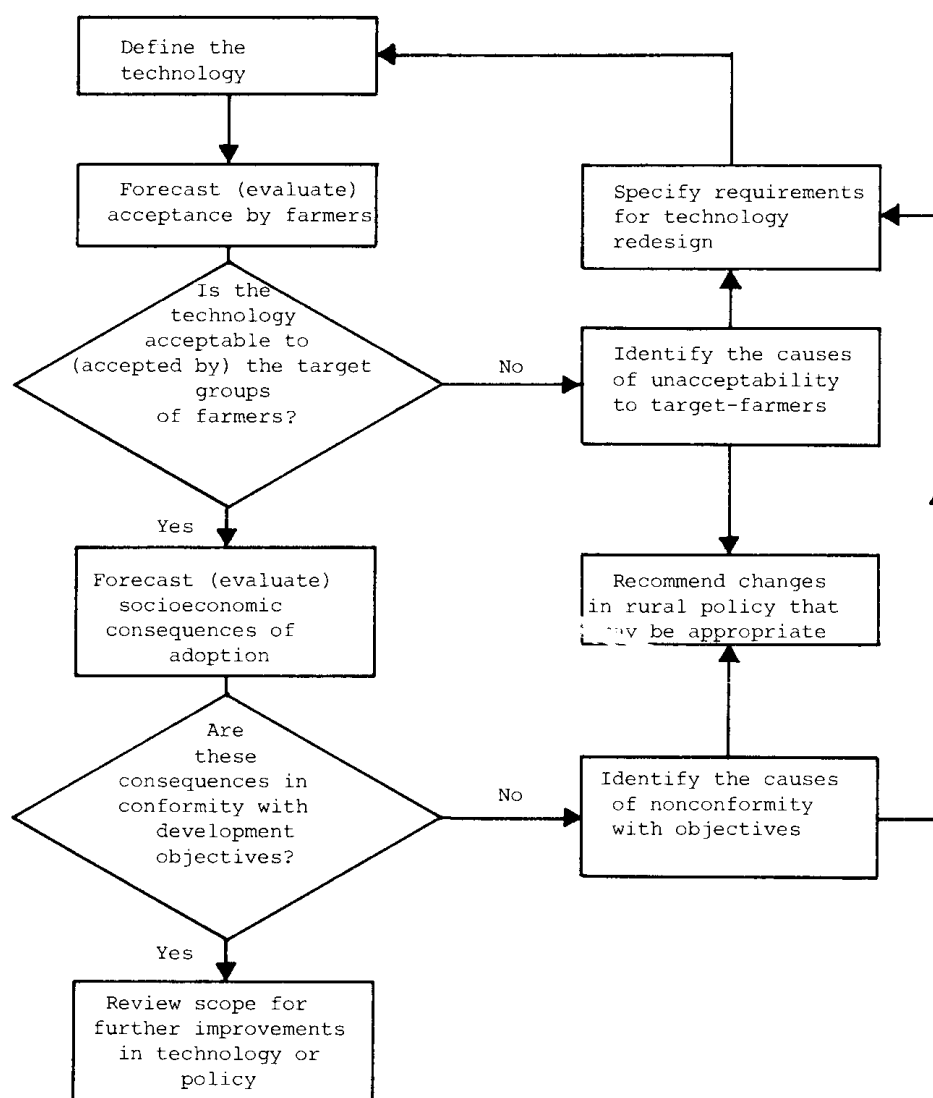 Define the
technology
Forecast (evaluate)
acceptance by farmers
Is the
technology
acceptable to
(accepted by) the target
groups
of farmers?
No
Identify the causes
of unacceptability
to target-farmers
Specify requirements
for technology
redesign
Yes
Forecast (evaluate)
socioeconomic
consequences of
adoption
Recommend changes
in rural policy that
be appropriate
Are
these
consequences in
conformity with
development
objectives?
No
Identify the causes
of nonconformity
with objectives
Yes
Review scope for
further improvements
in technology or
policy